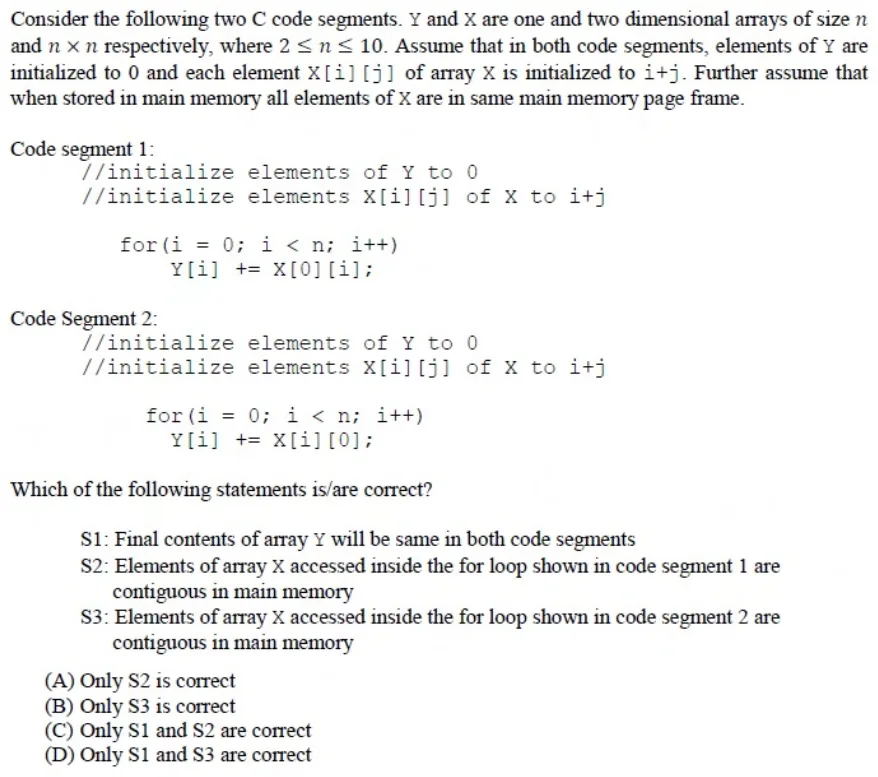 Consider the following two C code segments. Y and X are one and two dimensional arrays of size n
and n × n respectively, where 2 ≤ n ≤ 10. Assume that in both code segments, elements of Y are
initialized to 0 and each element X[i][j] of array X is initialized to i+j. Further assume that
when stored in main memory all elements of X are in same main memory page frame.
Code segment 1:
//initialize elements of Y to 0
//initialize elements X[i][j] of X to i+j
for(i = 0; i < n; i++)
Y[i] += X[0][i];
Code Segment 2:
//initialize elements of Y to 0
//initialize elements X[i][j] of X to i+j
for(i = 0; i < n; i++)
Y[i] += X[i][0];
Which of the following statements is/are correct?
S1: Final contents of array Y will be same in both code segments
S2: Elements of array X accessed inside the for loop shown in code segment 1 are
contiguous in main memory
S3: Elements of array X accessed inside the for loop shown in code segment 2 are
contiguous in main memory
(A) Only S2 is correct
(B) Only S3 is correct
(C) Only S1 and S2 are correct
(D) Only S1 and S3 are correct